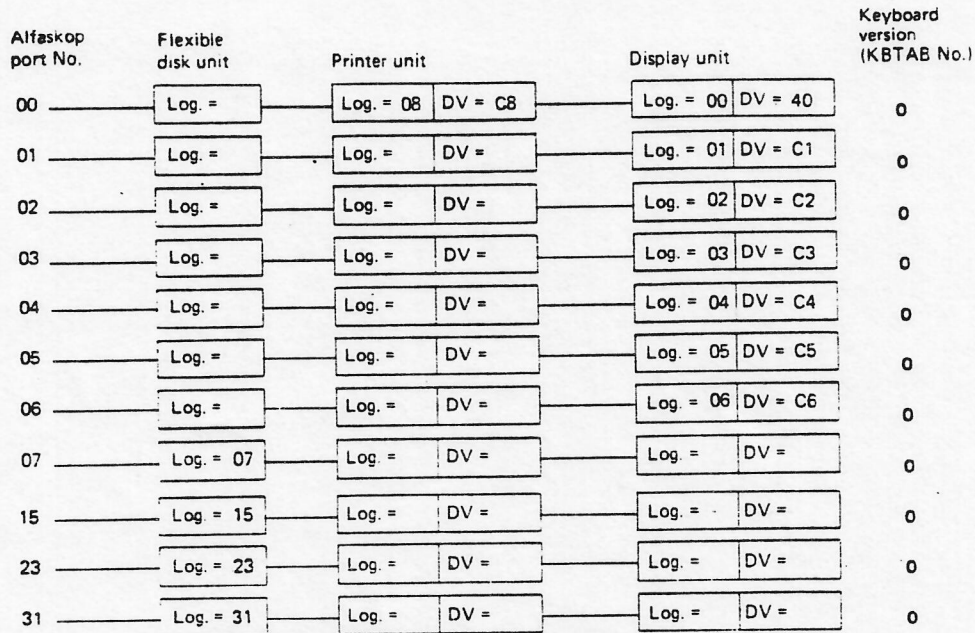 Alfaskop port No. Flexible disk unit Printer unit Display unit Keyboard version (KBTAB No.)
00 Log. = Log. = 08 DV = C8 Log. = 00 DV = 40 0
01 Log. = Log. = DV = Log. = 01 DV = C1 0
02 Log. = Log. = DV = Log. = 02 DV = C2 0
03 Log. = Log. = DV = Log. = 03 DV = C3 0
04 Log. = Log. = DV = Log. = 04 DV = C4 0
05 Log. = Log. = DV = Log. = 05 DV = C5 0
06 Log. = Log. = DV = Log. = 06 DV = C6 0
07 Log. = 07 Log. = DV = Log. = DV = 0
15 Log. = 15 Log. = DV = Log. = DV = 0
23 Log. = 23 Log. = DV = Log. = DV = 0
31 Log. = 31 Log. = DV = Log. = DV = 0